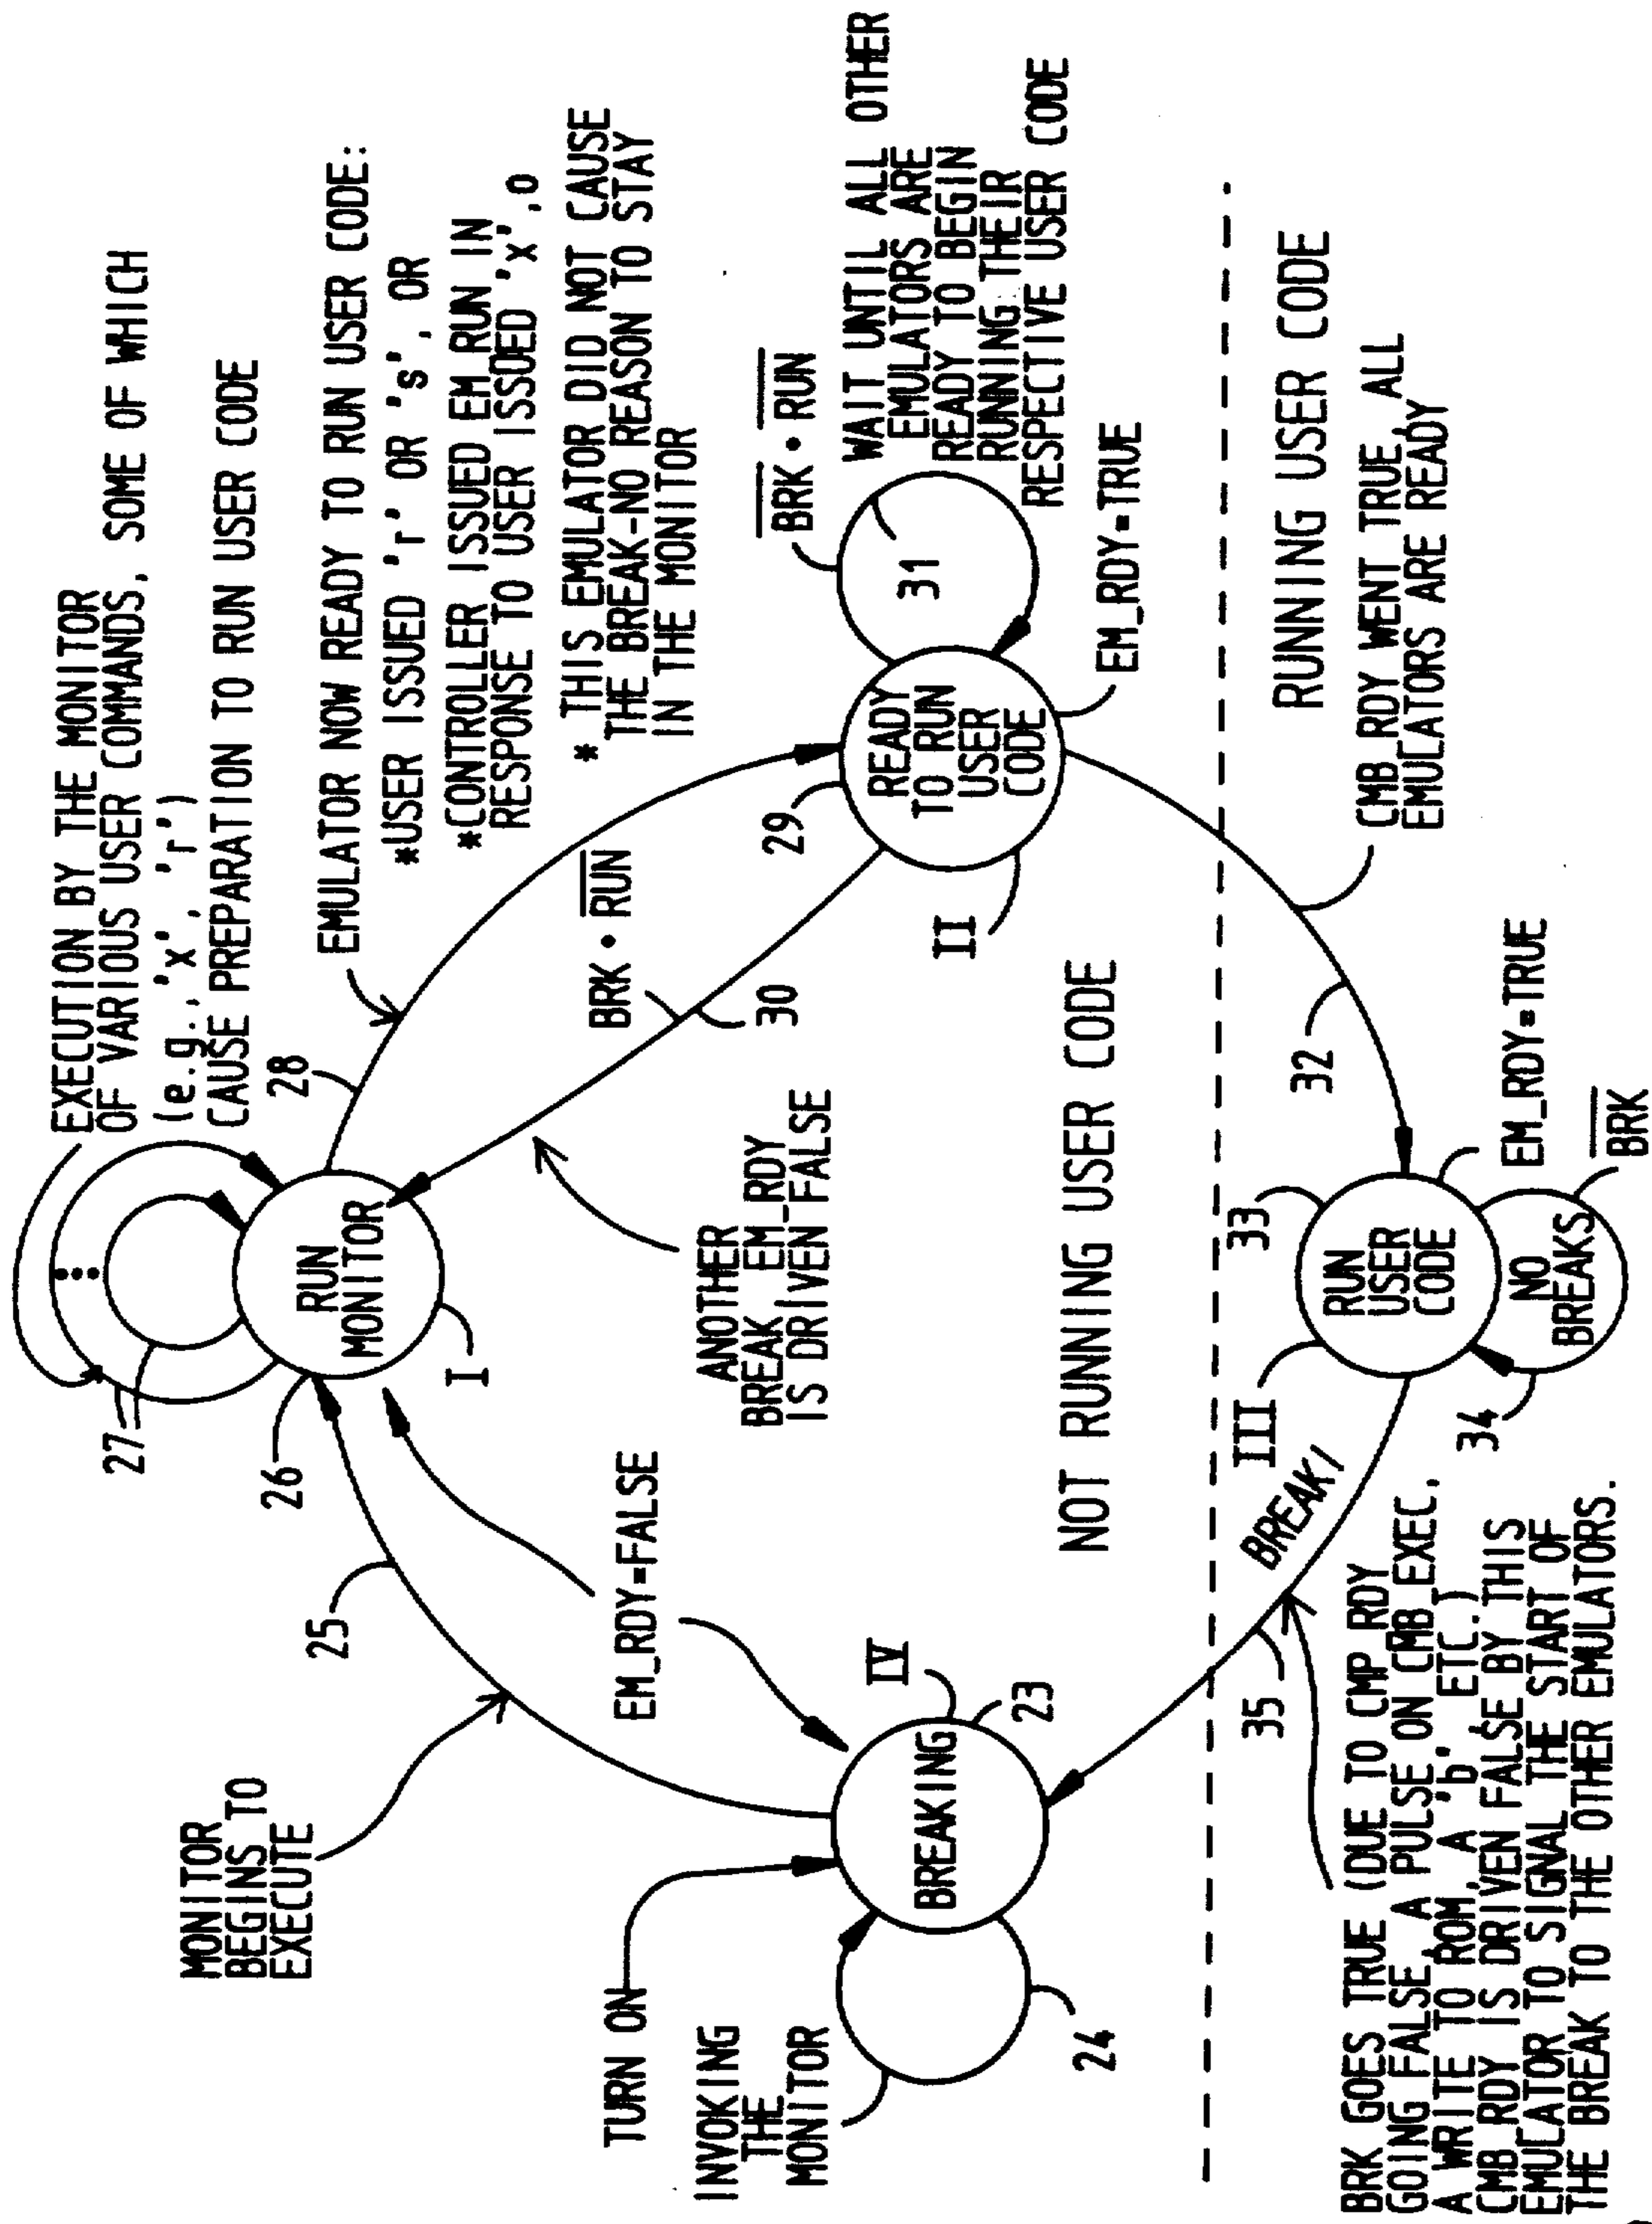 EXECUTION BY THE MONITOR
OF VARIOUS USER COMMANDS, SOME OF WHICH
(e.g.,'x','r')
CAUSE PREPARATION TO RUN USER CODE
27
26
RUN
MONITOR
I
28
EMULATOR NOW READY TO RUN USER CODE:
*USER ISSUED 'r' OR 's', OR
*CONTROLLER ISSUED EM_RUN IN
RESPONSE TO USER ISSUED 'x',O
* THIS EMULATOR DID NOT CAUSE
THE BREAK-NO REASON TO STAY
IN THE MONITOR
MONITOR
BEGINS TO
EXECUTE
25
EM_RDY=FALSE
BRK • RUN
30
ANOTHER
BREAK EM_RDY
IS DRIVEN FALSE
TURN ON
INVOKING
THE
MONITOR
24
BREAKING
IV
23
29
READY
TO RUN
USER
CODE
II
BRK • RUN
31
WAIT UNTIL ALL OTHER
EMULATORS ARE
READY TO BEGIN
RUNNING THEIR
RESPECTIVE USER CODE
EM_RDY=TRUE
NOT RUNNING USER CODE
RUNNING USER CODE
32
CMB_RDY WENT TRUE, ALL
EMUCATORS ARE READY
33
III
RUN
USER
CODE
EM_RDY=TRUE
NO
BREAKS
BRK
34
BREAK!
35
BRK GOES TRUE (DUE TO CMP_RDY
GOING FALSE, A PULSE ON CMB_EXEC,
A WRITE TO ROM, A 'b' ETC.)
CMB_RDY IS DRIVEN FALSE BY THIS
EMUCATOR TO SIGNAL THE START OF
THE BREAK TO THE OTHER EMULATORS.